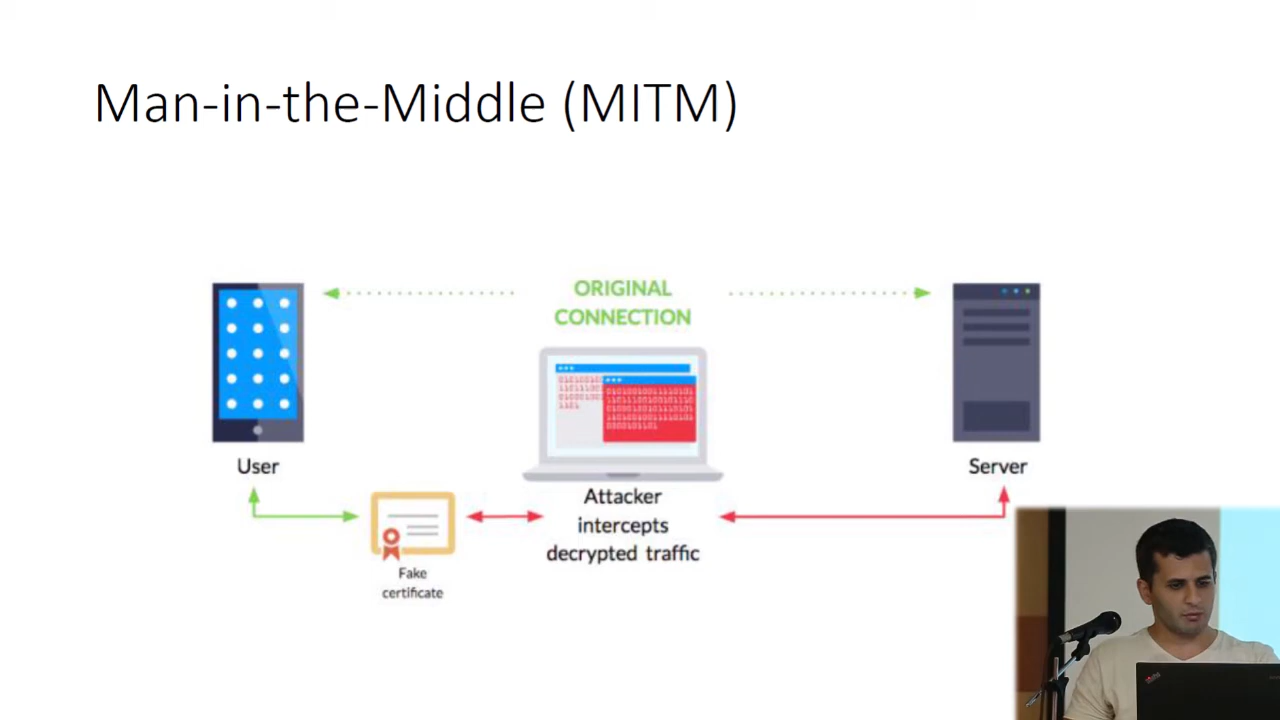 Man-in-the-Middle (MITM)
ORIGINAL
CONNECTION
User
Server
Attacker
intercepts
decrypted traffic
Fake
certificate